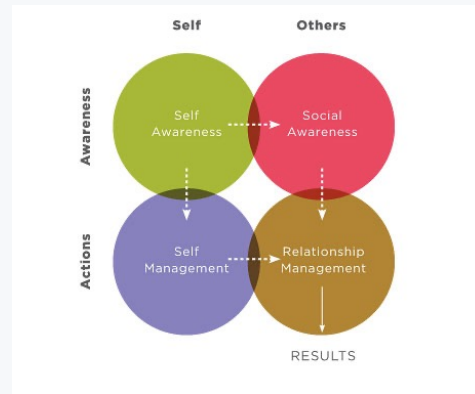 Self
Others
Awareness
Self
Awareness
Social
Awareness
Actions
Self
Management
Relationship
Management
RESULTS